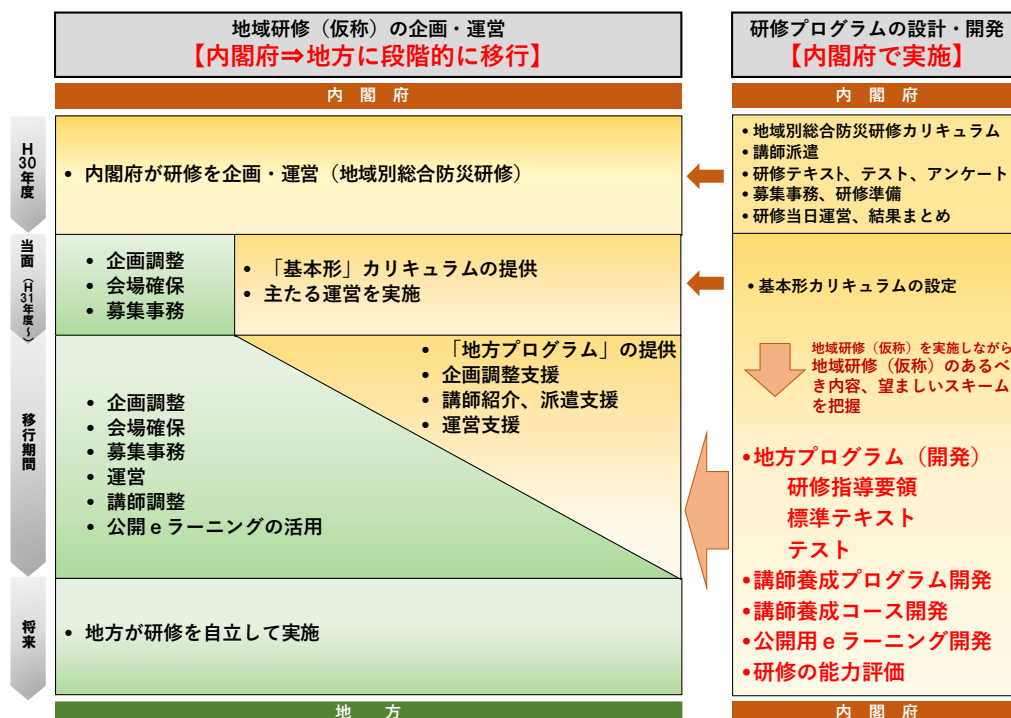 地域研修（仮称）の企画・運営
【内閣府⇒地方に段階的に移行】
内 閣 府
H30年度
• 内閣府が研修を企画・運営（地域別総合防災研修）
当面（H31年度～）
• 企画調整
• 会場確保
• 募集事務
• 「基本形」カリキュラムの提供
• 主たる運営を実施
移行期間
• 「地方プログラム」の提供
• 企画調整支援
• 講師紹介、派遣支援
• 運営支援
• 企画調整
• 会場確保
• 募集事務
• 運営
• 講師調整
• 公開eラーニングの活用
将来
• 地方が研修を自立して実施
地 方
研修プログラムの設計・開発
【内閣府で実施】
内 閣 府
•地域別総合防災研修カリキュラム
•講師派遣
•研修テキスト、テスト、アンケート
•募集事務、研修準備
•研修当日運営、結果まとめ
•基本形カリキュラムの設定
地域研修（仮称）を実施しながら
地域研修（仮称）のあるべ
き内容、望ましいスキーム
を把握
•地方プログラム（開発）
研修指導要領
標準テキスト
テスト
•講師養成プログラム開発
•講師養成コース開発
•公開用eラーニング開発
•研修の能力評価
内 閣 府